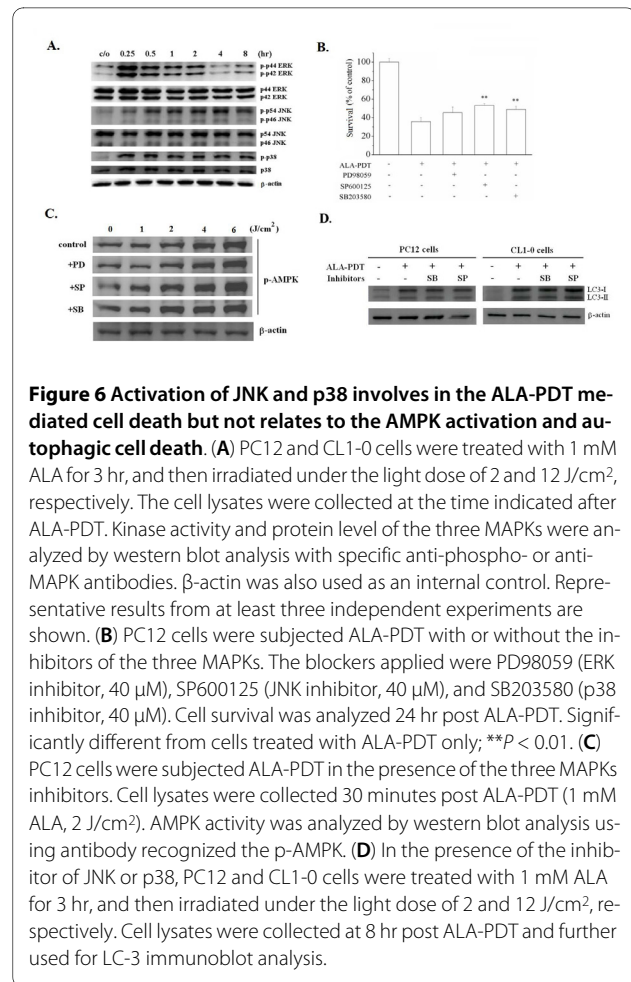 A.
c/o 0.25 0.5 1 2 4 8 (hr)
p-p44 ERK
p-p42 ERK
p44 ERK
p42 ERK
p-p54 JNK
p-p46 JNK
p54 JNK
p46 JNK
p-p38
p38
β-actin
B.
Survival (% of control)
100
80
60
40
20
0
** **
ALA-PDT - + + + +
PD98059 - - + - -
SP600125 - - - + -
SB203580 - - - - +
C.
0 1 2 4 6 (J/cm2)
control
+PD
+SP
+SB
p-AMPK
β-actin
D.
PC12 cells CL1-0 cells
ALA-PDT - + + + - + + +
Inhibitors - - SB SP - - SB SP
LC3-I
LC3-II
β-actin
Figure 6 Activation of JNK and p38 involves in the ALA-PDT me-
diated cell death but not relates to the AMPK activation and au-
tophagic cell death. (A) PC12 and CL1-0 cells were treated with 1 mM
ALA for 3 hr, and then irradiated under the light dose of 2 and 12 J/cm2,
respectively. The cell lysates were collected at the time indicated after
ALA-PDT. Kinase activity and protein level of the three MAPKs were an-
alyzed by western blot analysis with specific anti-phospho- or anti-
MAPK antibodies. β-actin was also used as an internal control. Repre-
sentative results from at least three independent experiments are
shown. (B) PC12 cells were subjected ALA-PDT with or without the in-
hibitors of the three MAPKs. The blockers applied were PD98059 (ERK
inhibitor, 40 μM), SP600125 (JNK inhibitor, 40 μM), and SB203580 (p38
inhibitor, 40 μM). Cell survival was analyzed 24 hr post ALA-PDT. Signif-
icantly different from cells treated with ALA-PDT only; **P < 0.01. (C)
PC12 cells were subjected ALA-PDT in the presence of the three MAPKs
inhibitors. Cell lysates were collected 30 minutes post ALA-PDT (1 mM
ALA, 2 J/cm2). AMPK activity was analyzed by western blot analysis us-
ing antibody recognized the p-AMPK. (D) In the presence of the inhib-
itor of JNK or p38, PC12 and CL1-0 cells were treated with 1 mM ALA
for 3 hr, and then irradiated under the light dose of 2 and 12 J/cm2, re-
spectively. Cell lysates were collected at 8 hr post ALA-PDT and further
used for LC-3 immunoblot analysis.